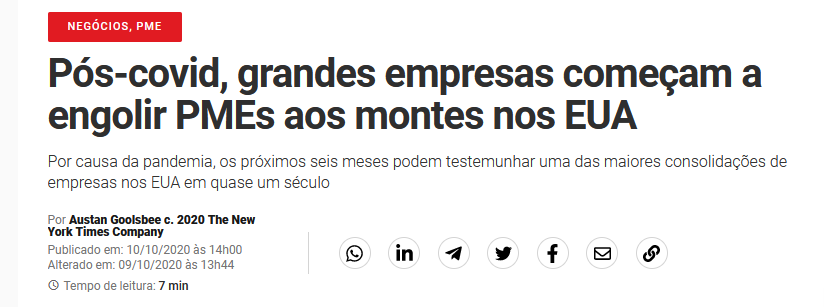 NEGÓCIOS, PME
Pós-covid, grandes empresas começam a
engolir PMEs aos montes nos EUA
Por causa da pandemia, os próximos seis meses podem testemunhar uma das maiores consolidações de
empresas nos EUA em quase um século
Por Austan Goolsbee c. 2020 The New
York Times Company
Publicado em: 10/10/2020 às 14h00
Alterado em: 09/10/2020 às 13h44
Tempo de leitura: 7 min